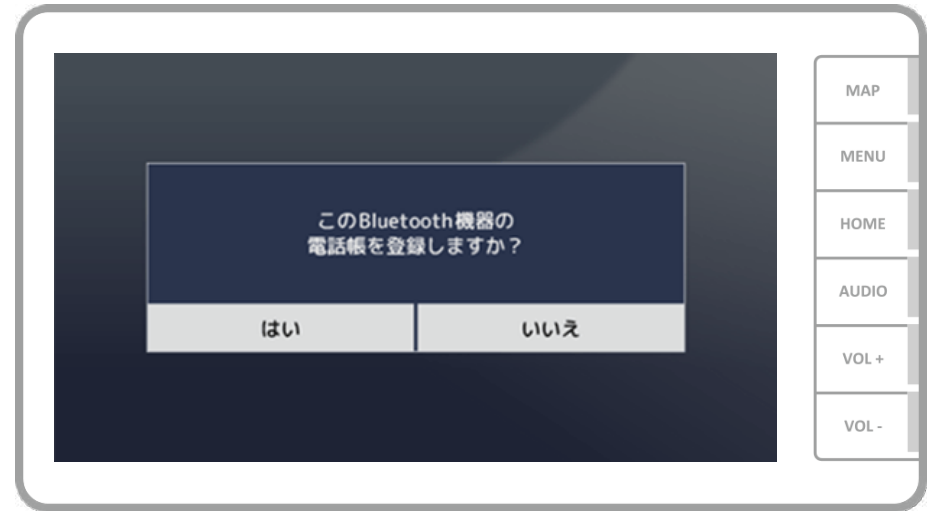 このBluetooth機器の
電話帳を登録しますか？
はい
いいえ
MAP
MENU
HOME
AUDIO
VOL +
VOL -